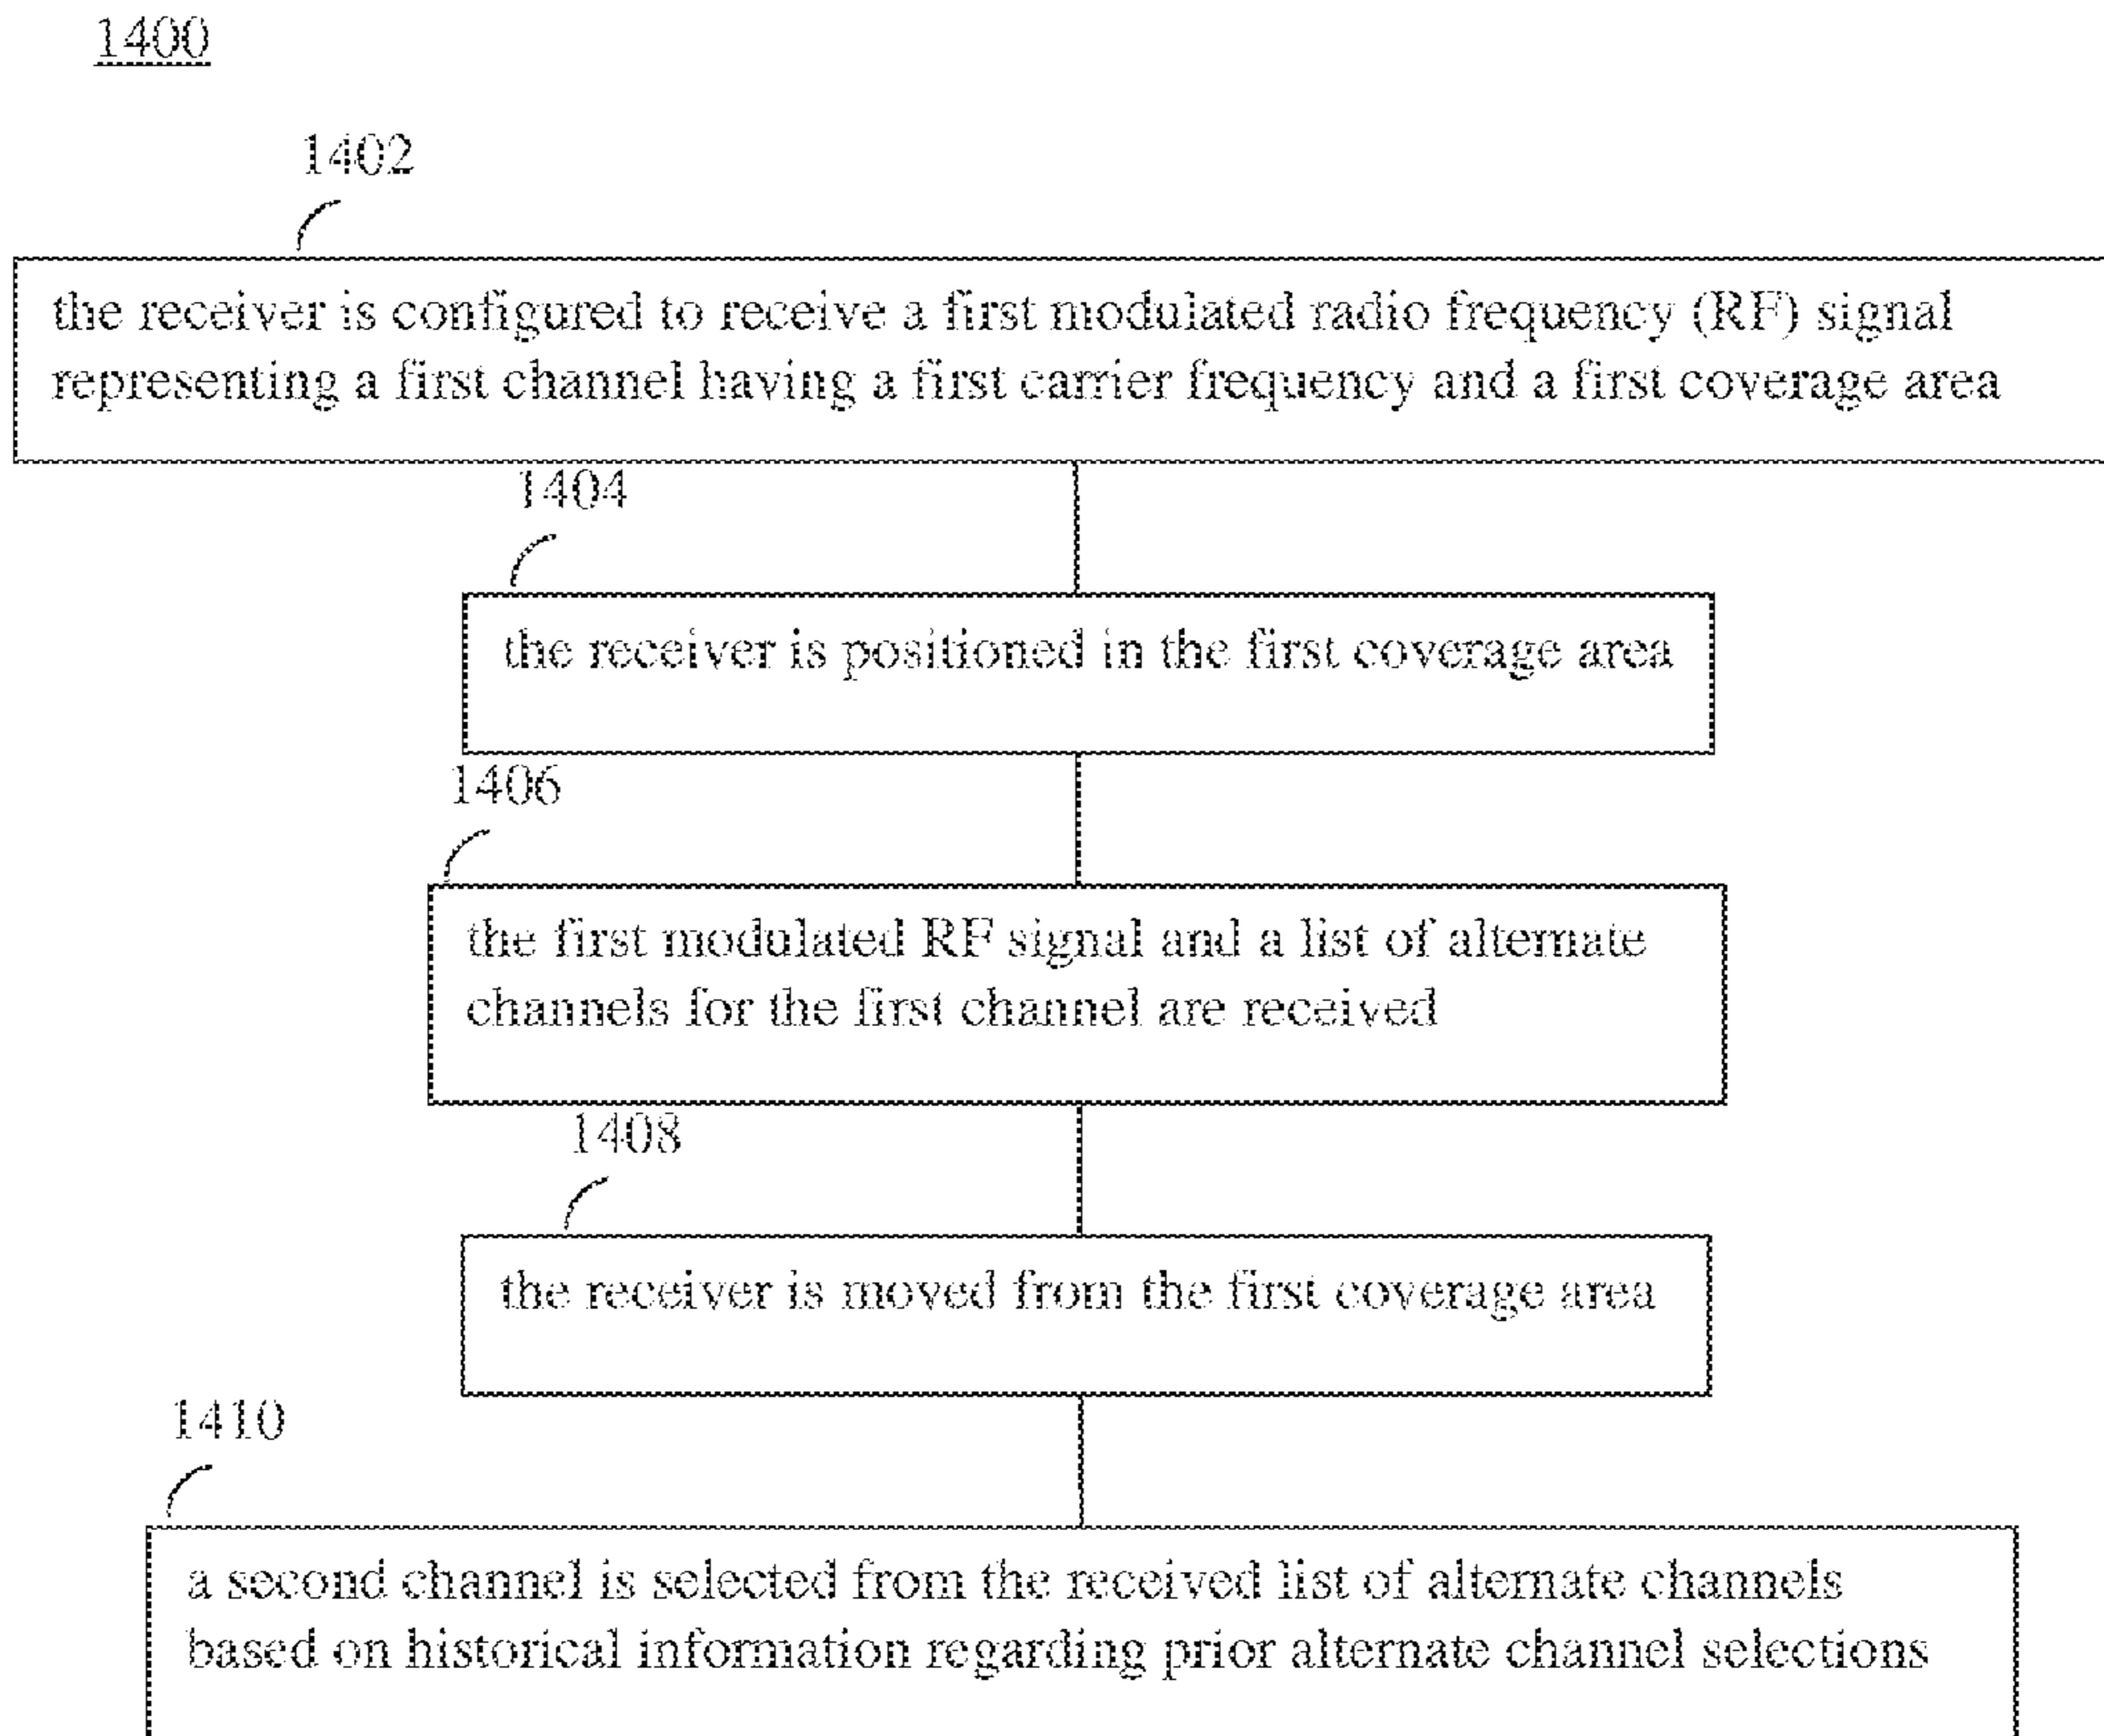 1400
1402
the receiver is configured to receive a first modulated radio frequency (RF) signal
representing a first channel having a first carrier frequency and a first coverage area
1404
the receiver is positioned in the first coverage area
1406
the first modulated RF signal and a list of alternate
channels for the first channel are received
1408
the receiver is moved from the first coverage area
1410
a second channel is selected from the received list of alternate channels
based on historical information regarding prior alternate channel selections